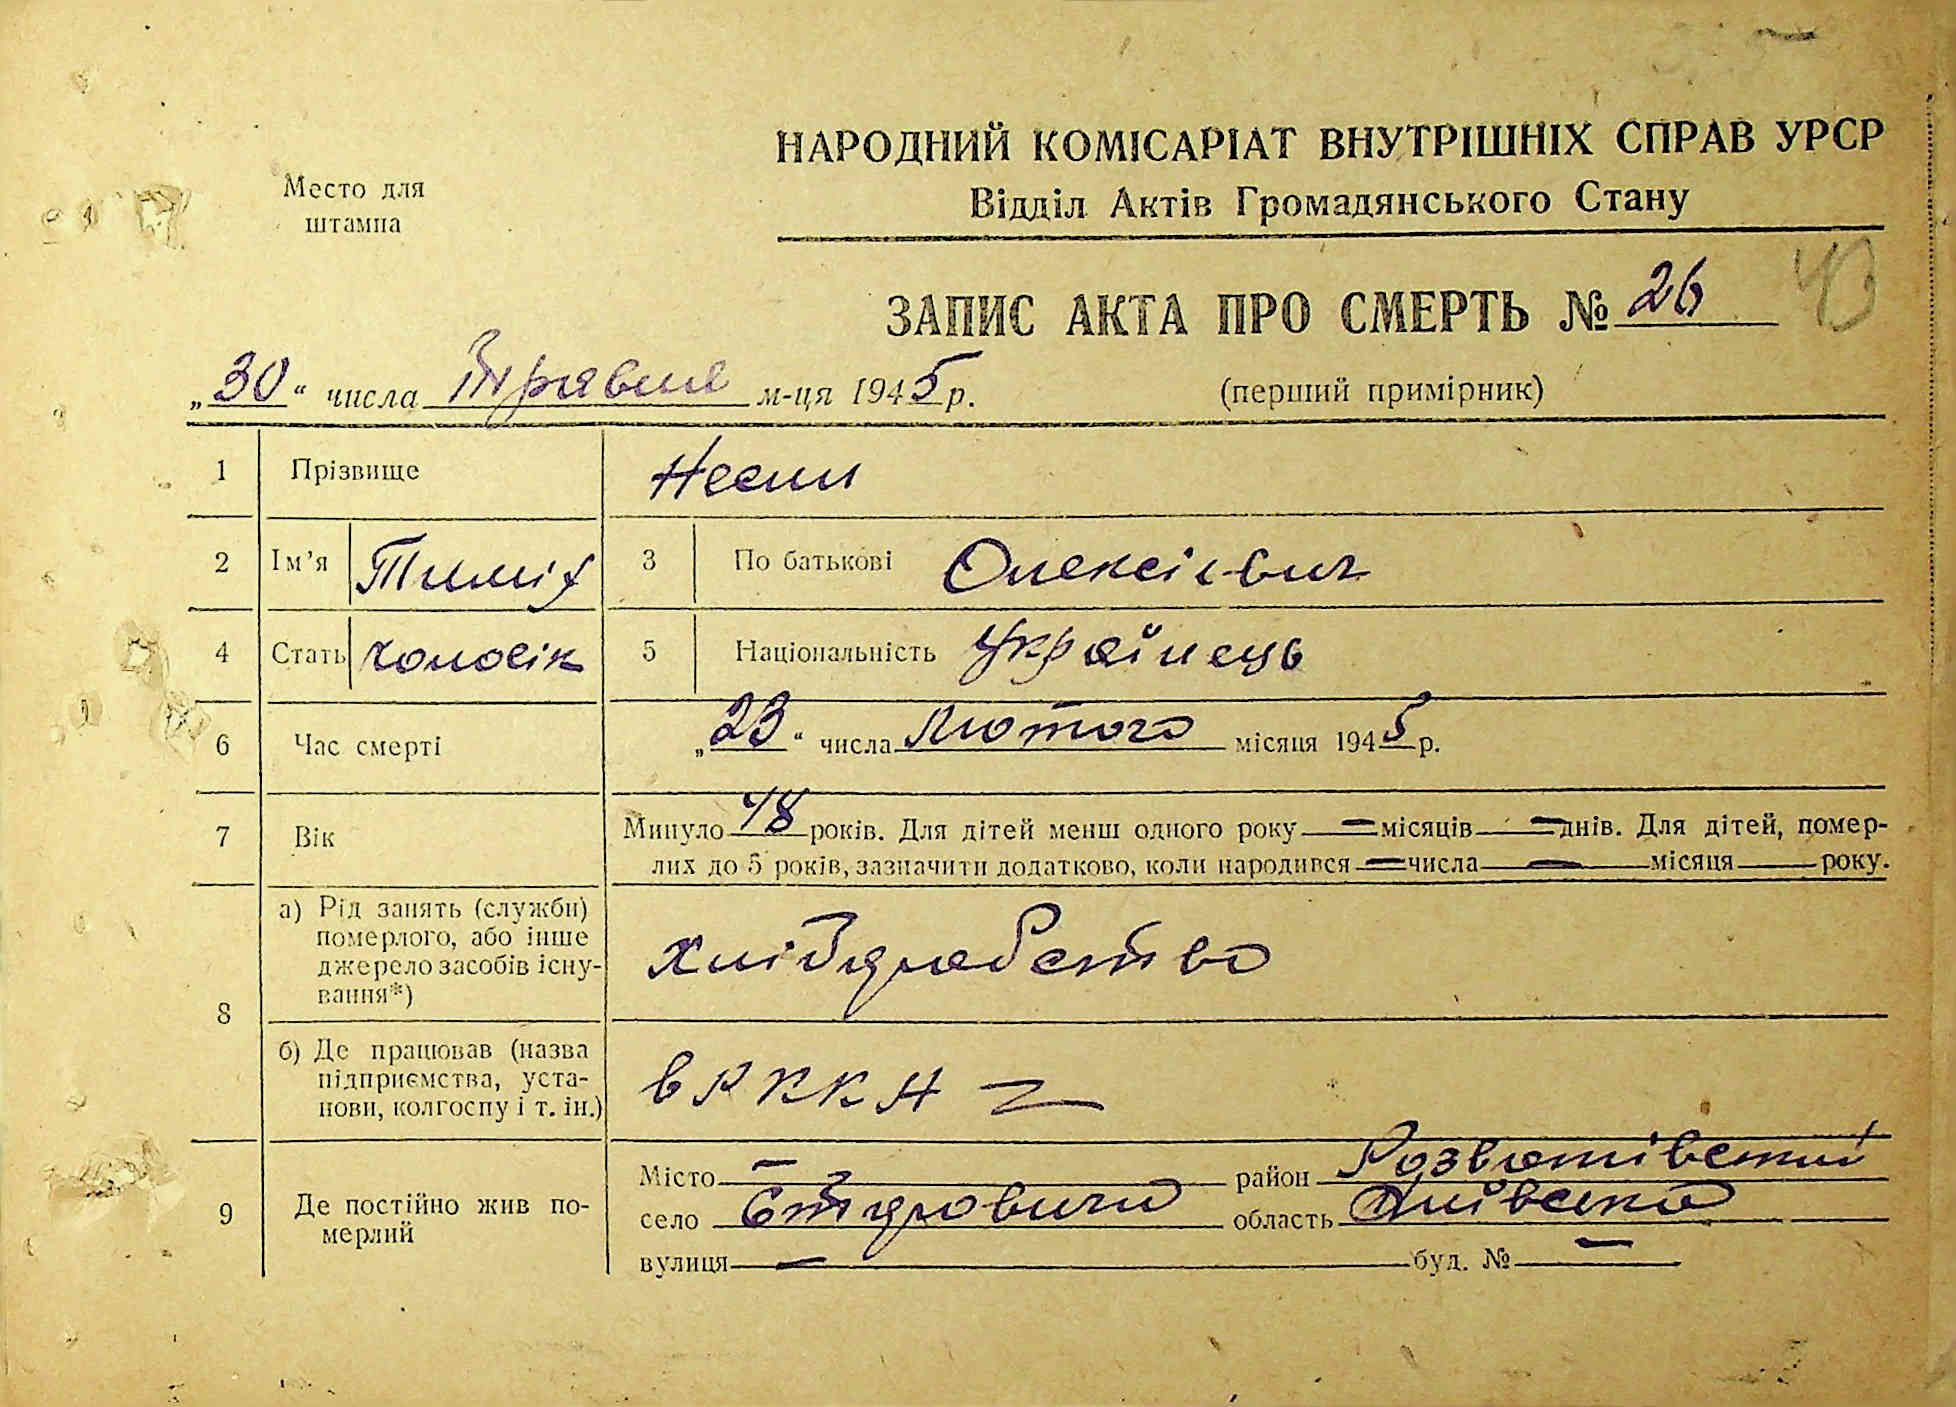 НАРОДНИЙ КОМІСАРІАТ ВНУТРІШНІХ СПРАВ УРСР
Место для штампа
Відділ Актів Громадянського Стану
ЗАПИС АКТА ПРО СМЕРТЬ № 26
40
„30“ числа Травня м-ця 1945 р.
(перший примірник)
1 Прізвище
2 Ім'я Тиміх 3 По батькові Олексієвич
4 Стать чоловік 5 Національність Українець
6 Час смерті „23“ числа Лютого місяця 1945 р.
7 Вік Минуло 48 років. Для дітей менш одного року — місяців — днів. Для дітей, помер-
лих до 5 років, зазначити додатково, коли народився — числа — місяця — року.
8 а) Рід занять (служби)
померлого, або інше
джерело засобів існу-
вання*)
хліборобство
б) Де працював (назва
підприємства, уста-
нови, колгоспу і т. ін.)
в РККА
9 Де постійно жив по-
мерлий
Місто — район
село область
вулиця — буд. № —